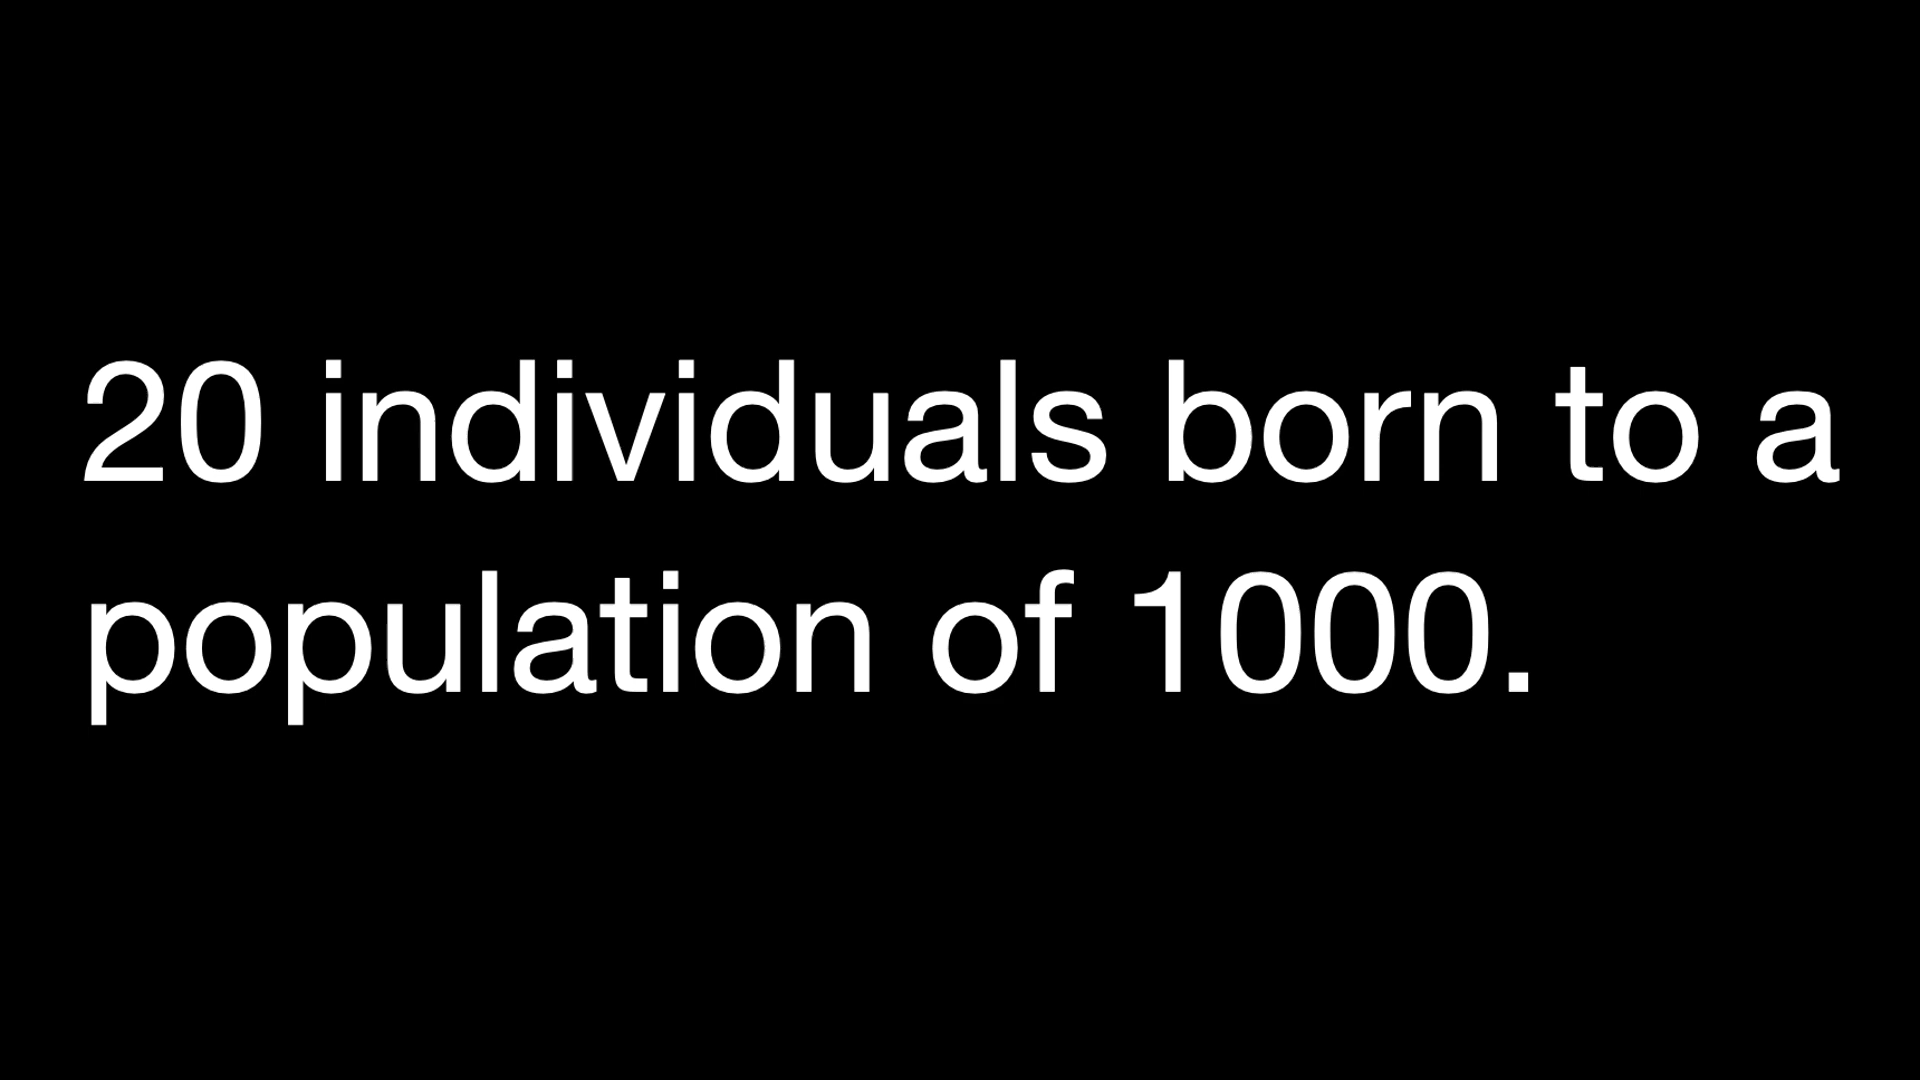 20 individuals born to a
population of 1000.